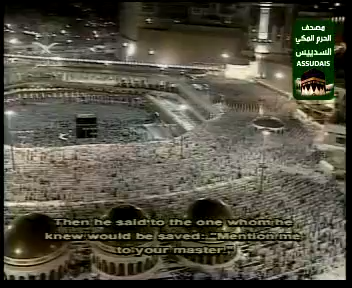 مصحف
الحرم المكي
السديس
ASSUDAIS
Then he said to the one whom he
knew would be saved: "Mention me
to your master."